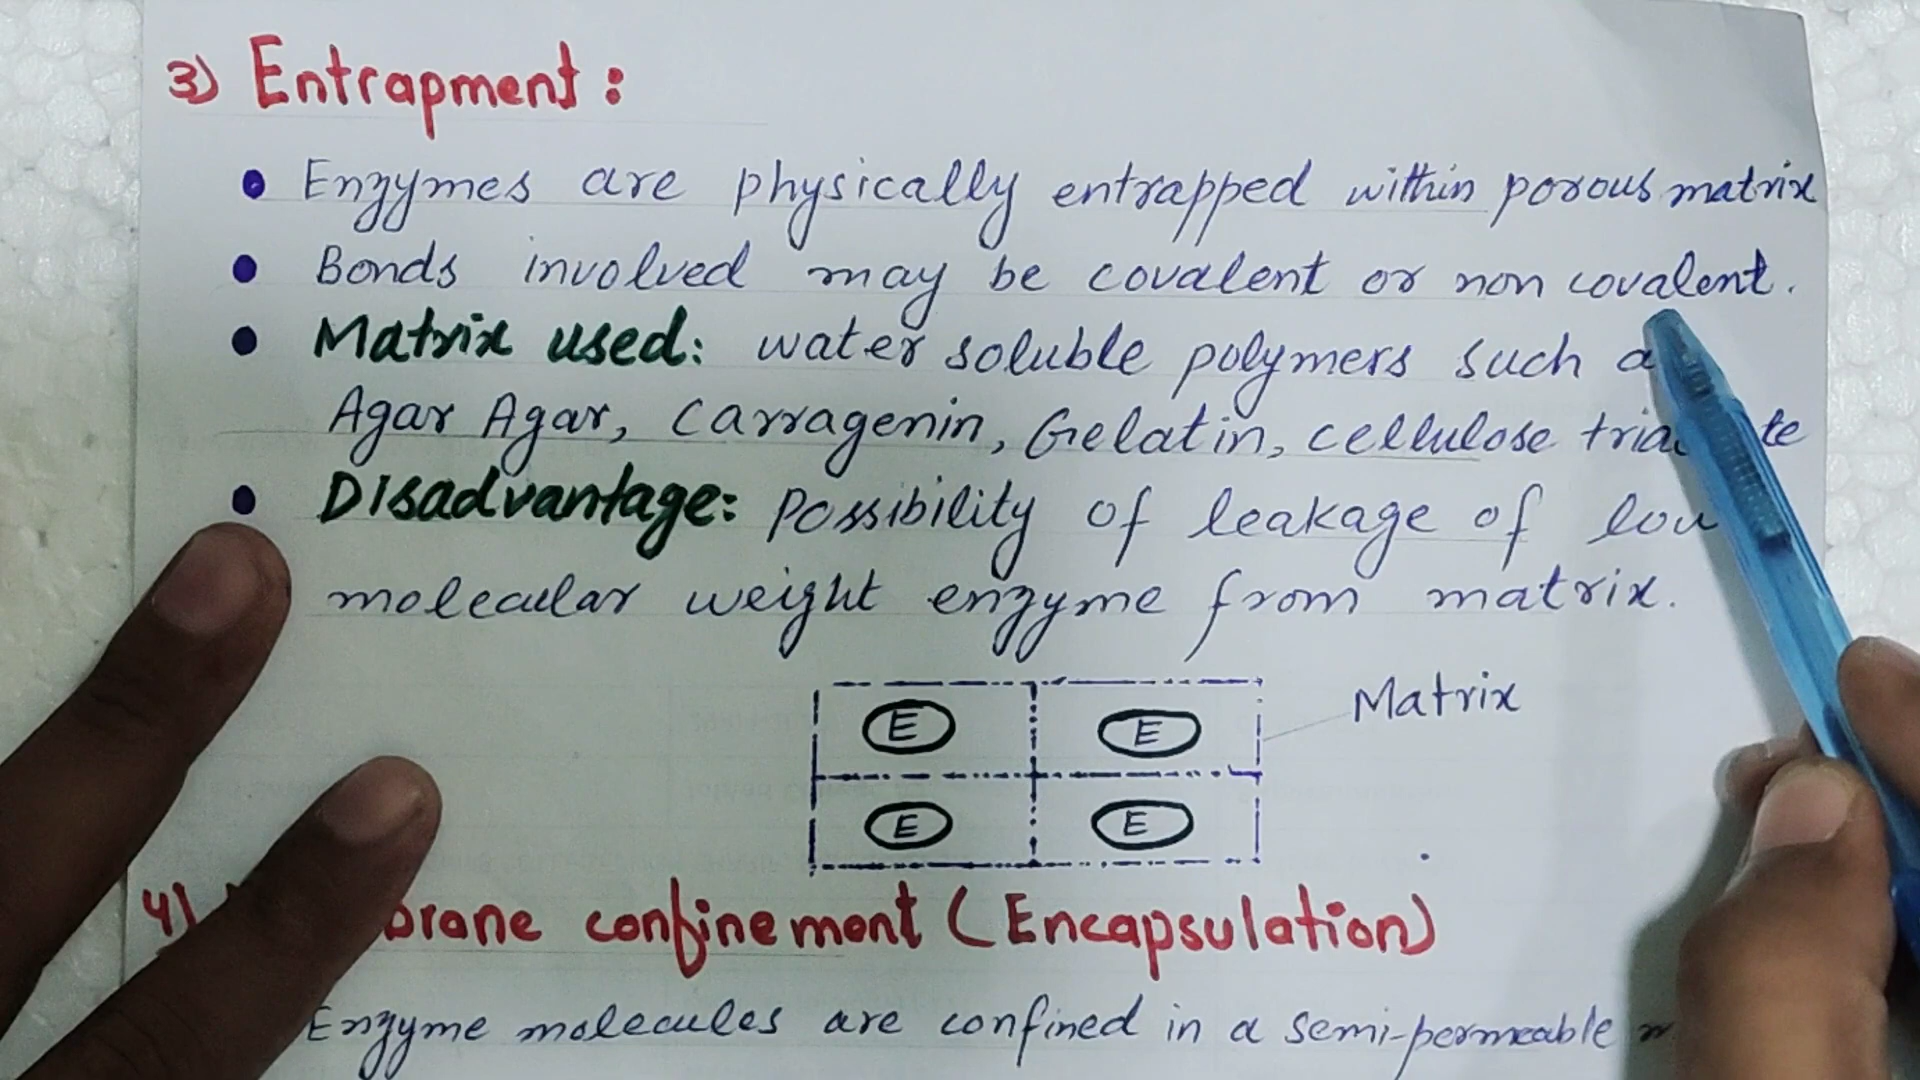 3) Entrapment:
• Enzymes are physically entrapped within porous matrix
• Bonds involved may be covalent or non covalent.
• Matrix used: water soluble polymers such
Agar Agar, Carragenin, Gelatin, cellulose
• Disadvantage: Possibility of leakage of low
molecular weight enzyme from matrix.
Matrix
E E
E E
4) confinement (Encapsulation)
Enzyme molecules are confined in a semi-permeable